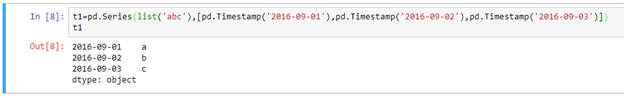 In [8]: t1=pd.Series(list('abc'),[pd.Timestamp('2016-09-01'),pd.Timestamp('2016-09-02'),pd.Timestamp('2016-09-03')])
t1
Out[8]: 2016-09-01    a
2016-09-02    b
2016-09-03    c
dtype: object